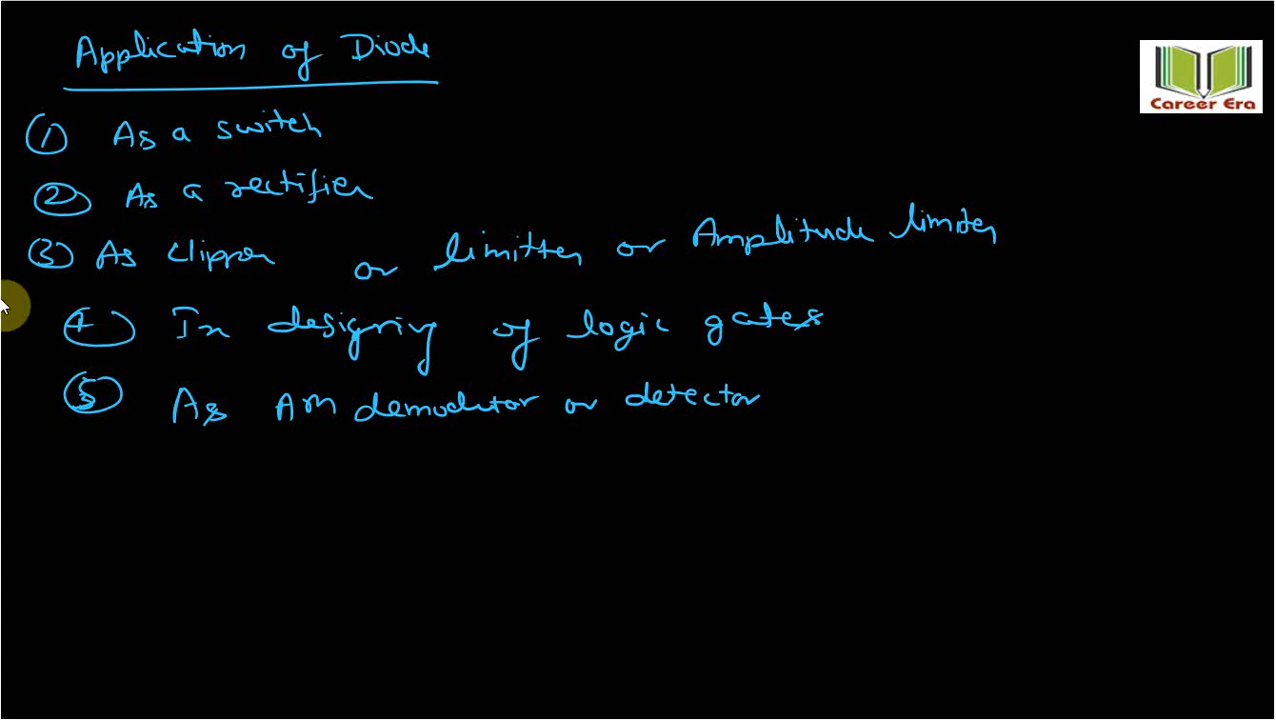 Application of Diode
Career Era
① As a switch
② As a rectifier
③ As clipper or limitter or Amplitude limiter
④ In designing of logic gates
⑤ As AM demodutor or detector